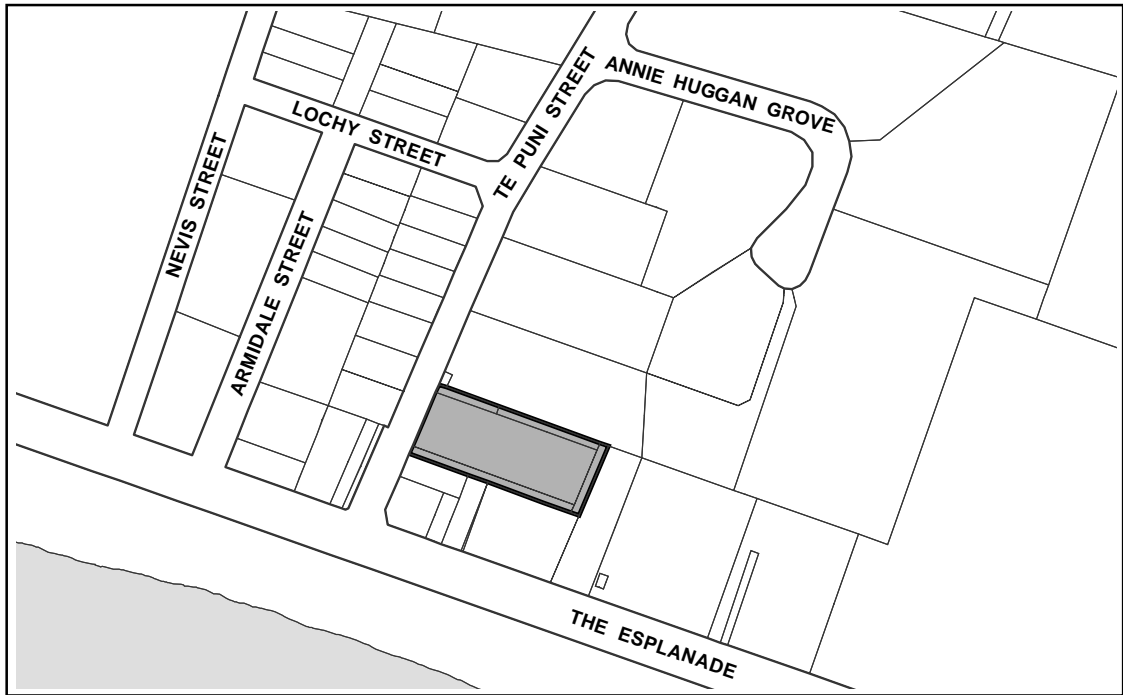 ANNIE HUGGAN GROVE
TE PUNI STREET
LOCHY STREET
NEVIS STREET
ARMIDALE STREET
THE ESPLANADE